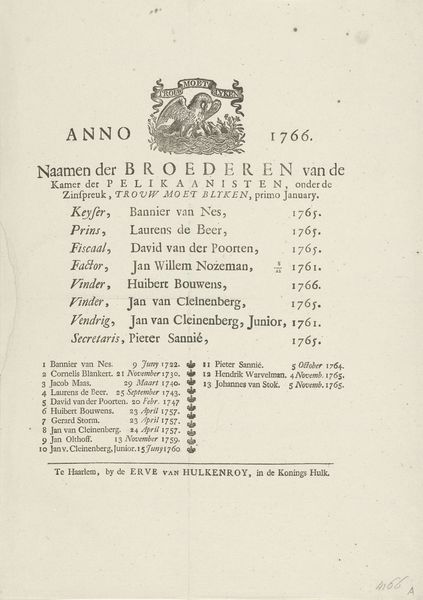 TROUW MOET BLYKEN
ANNO 1766.
Naamen der BROEDEREN van de
Kamer der PELIKAANISTEN, onder de
Zinspreuk, TROUW MOET BLYKEN, primo January.
Keyser, Bannier van Nes, 1765.
Prins, Laurens de Beer, 1765.
Fiscaal, David van der Poorten, 1765.
Factor, Jan Willem Nozeman, 1761.
Vinder, Huibert Bouwens, 1766.
Vinder, Jan van Cleinenberg, 1765.
Vendrig, Jan van Cleinenberg, Junior, 1761.
Secretaris, Pieter Sannié, 1765.
1 Bannier van Nes. 9 Juny 1722.
2 Cornelis Blankert. 21 November 1730.
3 Jacob Maas. 29 Maart 1740.
4 Laurens de Beer. 25 September 1743.
5 David van der Poorten. 20 Febr. 1747
6 Huibert Bouwens. 23 April 1757.
7 Gerard Storm. 23 April 1757.
8 Jan van Cleinenberg. 24 April 1757.
9 Jan Olthoff. 13 November 1759.
10 Jan v. Cleinenberg, Junior. 15 Juny 1760
11 Pieter Sannié. 5 October 1764.
12 Hendrik Warvelman. 4 Novemb. 1765.
13 Johannes van Stok. 5 Novemb. 1765.
Te Haarlem, by de ERVE VAN HULKENROY, in de Konings Hulk.
A